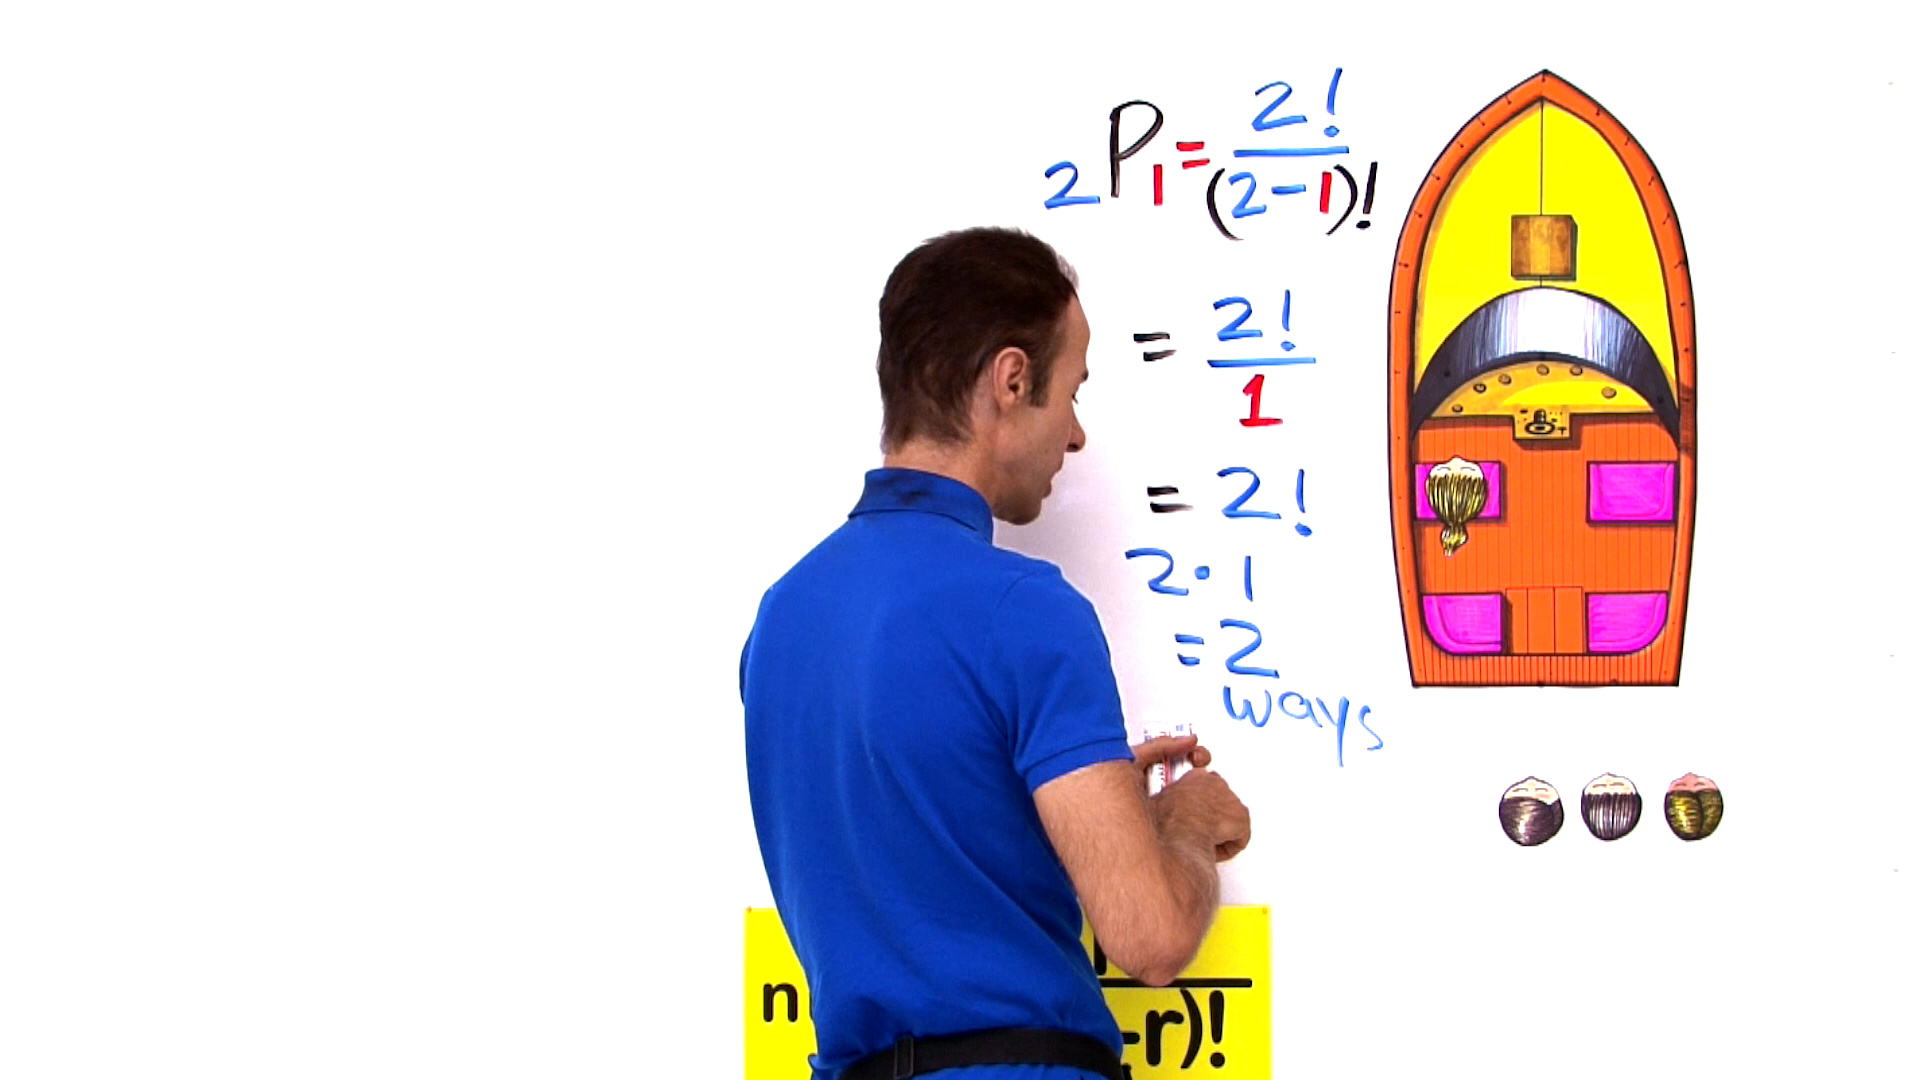 2P1 = 2! / (2-1)!
= 2! / 1
= 2!
2 · 1
= 2
ways
n
-r)!